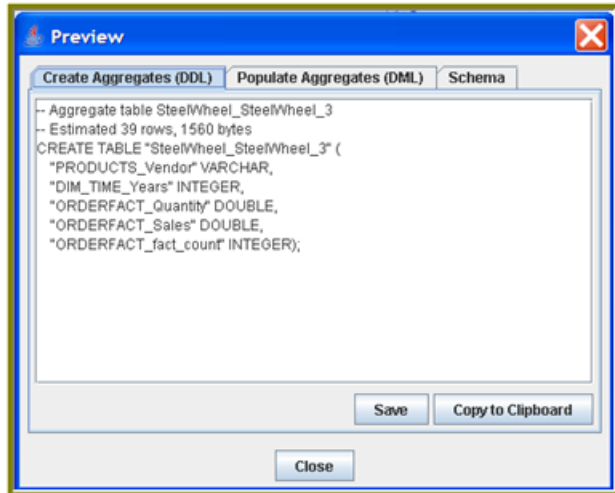 Preview
Create Aggregates (DDL) Populate Aggregates (DML) Schema
-- Aggregate table SteelWheel_SteelWheel_3
-- Estimated 39 rows, 1560 bytes
CREATE TABLE "SteelWheel_SteelWheel_3" (
"PRODUCTS_Vendor" VARCHAR,
"DIM_TIME_Years" INTEGER,
"ORDERFACT_Quantity" DOUBLE,
"ORDERFACT_Sales" DOUBLE,
"ORDERFACT_fact_count" INTEGER);
Save Copy to Clipboard
Close